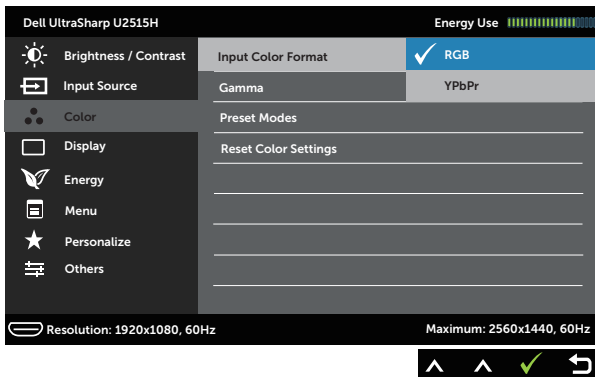 Dell UltraSharp U2515H
Energy Use
Brightness / Contrast
Input Color Format
RGB
Input Source
Gamma
YPbPr
Color
Preset Modes
Display
Reset Color Settings
Energy
Menu
Personalize
Others
Resolution: 1920x1080, 60Hz
Maximum: 2560x1440, 60Hz